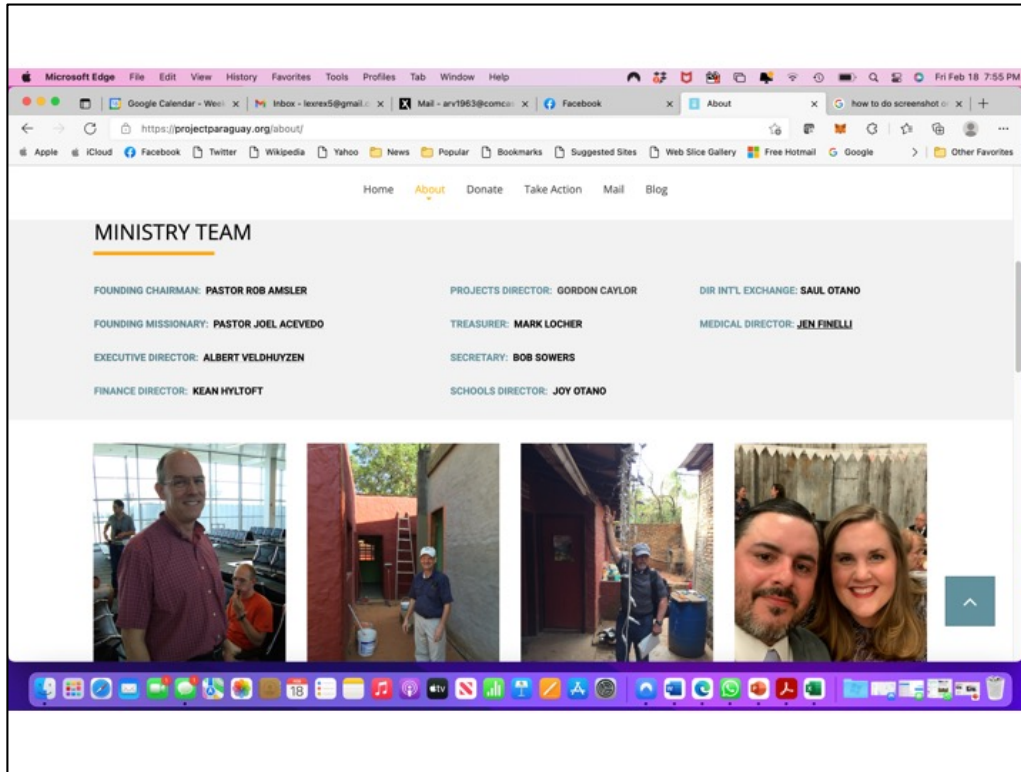 Microsoft Edge File Edit View History Favorites Tools Profiles Tab Window Help Fri Feb 18 7:55 PM
Google Calendar - Week Inbox - lexrex5@gmail.c Mail - arv1963@comcas Facebook About how to do screenshot o
https://projectparaguay.org/about/
Apple iCloud Facebook Twitter Wikipedia Yahoo News Popular Bookmarks Suggested Sites Web Slice Gallery Free Hotmail Google Other Favorites
Home About Donate Take Action Mail Blog
MINISTRY TEAM
FOUNDING CHAIRMAN: PASTOR ROB AMSLER
FOUNDING MISSIONARY: PASTOR JOEL ACEVEDO
EXECUTIVE DIRECTOR: ALBERT VELDHUYZEN
FINANCE DIRECTOR: KEAN HYLTOFT
PROJECTS DIRECTOR: GORDON CAYLOR
TREASURER: MARK LOCHER
SECRETARY: BOB SOWERS
SCHOOLS DIRECTOR: JOY OTANO
DIR INT'L EXCHANGE: SAUL OTANO
MEDICAL DIRECTOR: JEN FINELLI
18
tv